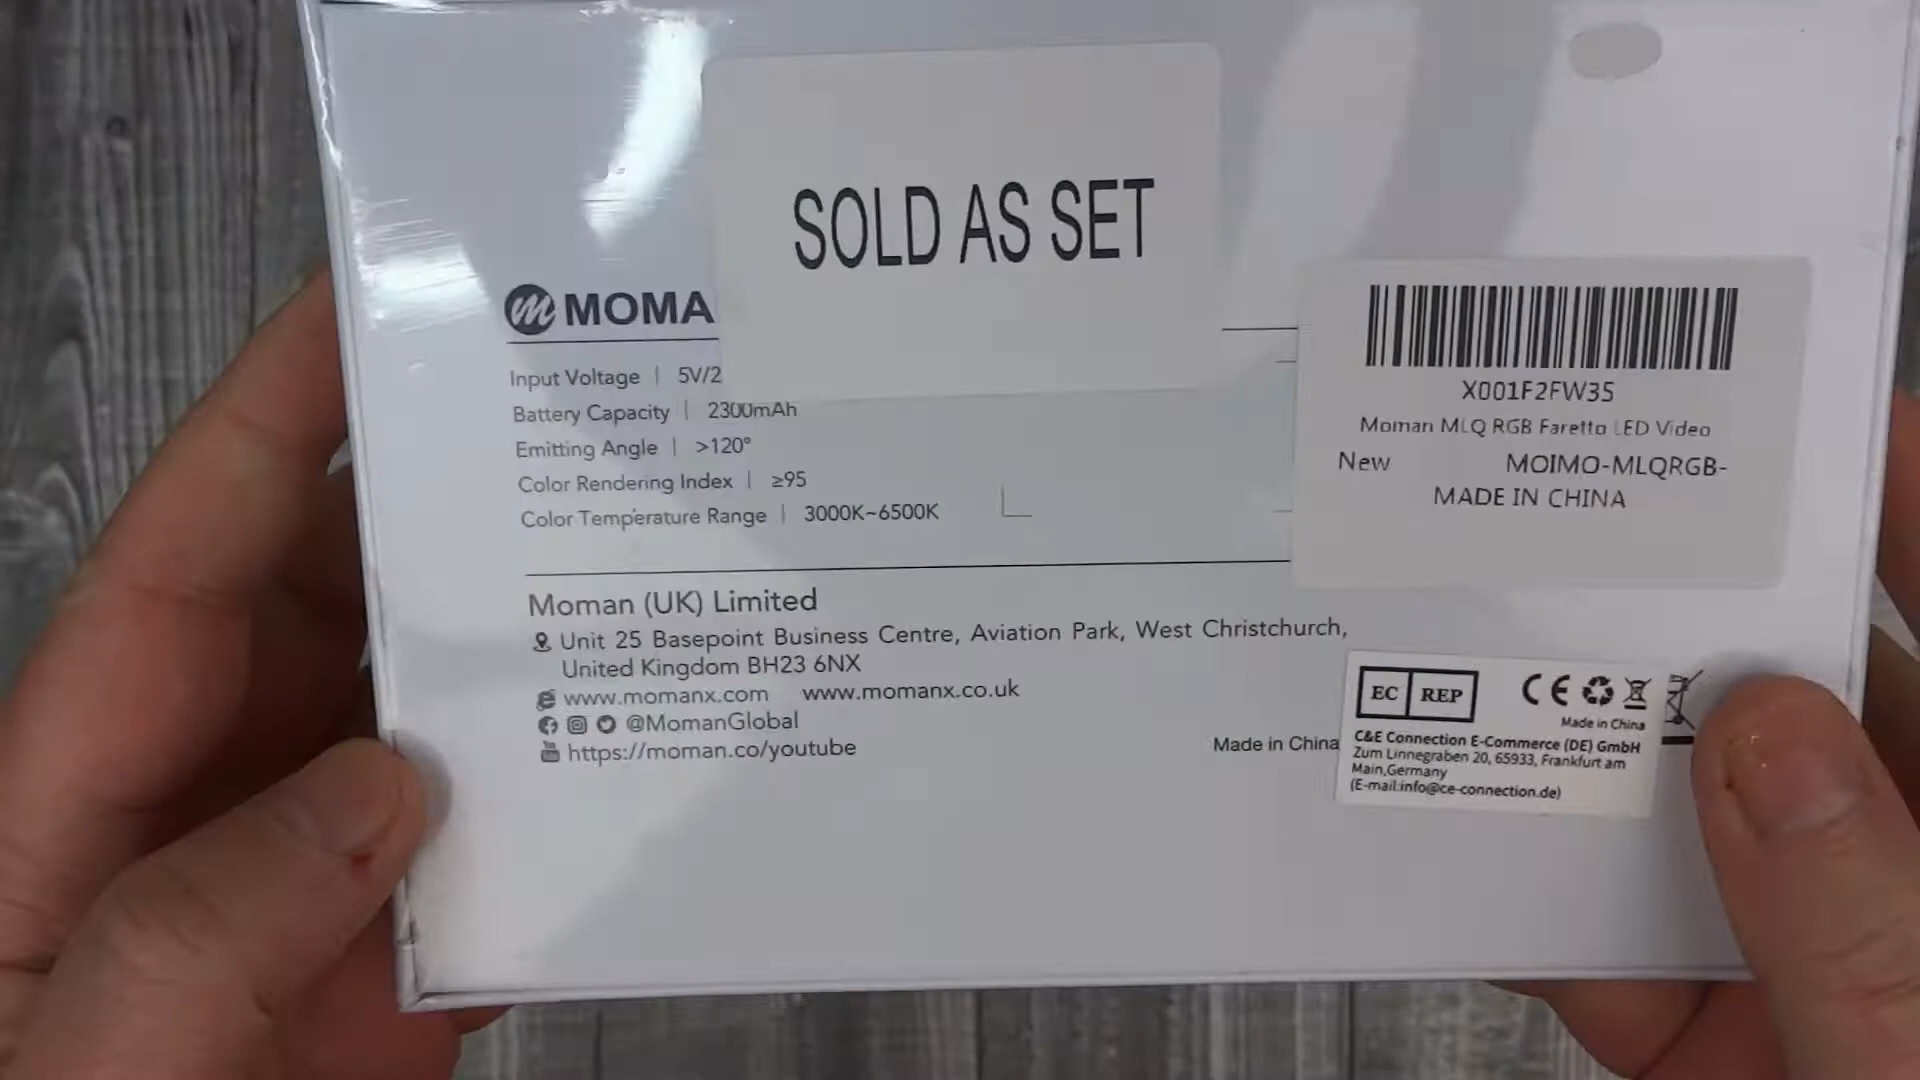 SOLD AS SET
MOMA
Input Voltage | 5V/2
Battery Capacity | 2300mAh
Emitting Angle | >120°
Color Rendering Index | ≥95
Color Temperature Range | 3000K~6500K
X001F2FW35
Moman MLQ RGB Faretto LED Video
New MOIMO-MLQRGB-
MADE IN CHINA
Moman (UK) Limited
Unit 25 Basepoint Business Centre, Aviation Park, West Christchurch,
United Kingdom BH23 6NX
www.momanx.com www.momanx.co.uk
@MomanGlobal
https://moman.co/youtube
Made in China
EC REP
CE
Made in China
C&E Connection E-Commerce (DE) GmbH
Zum Linnegraben 20, 65933, Frankfurt am
Main,Germany
(E-mail:info@ce-connection.de)